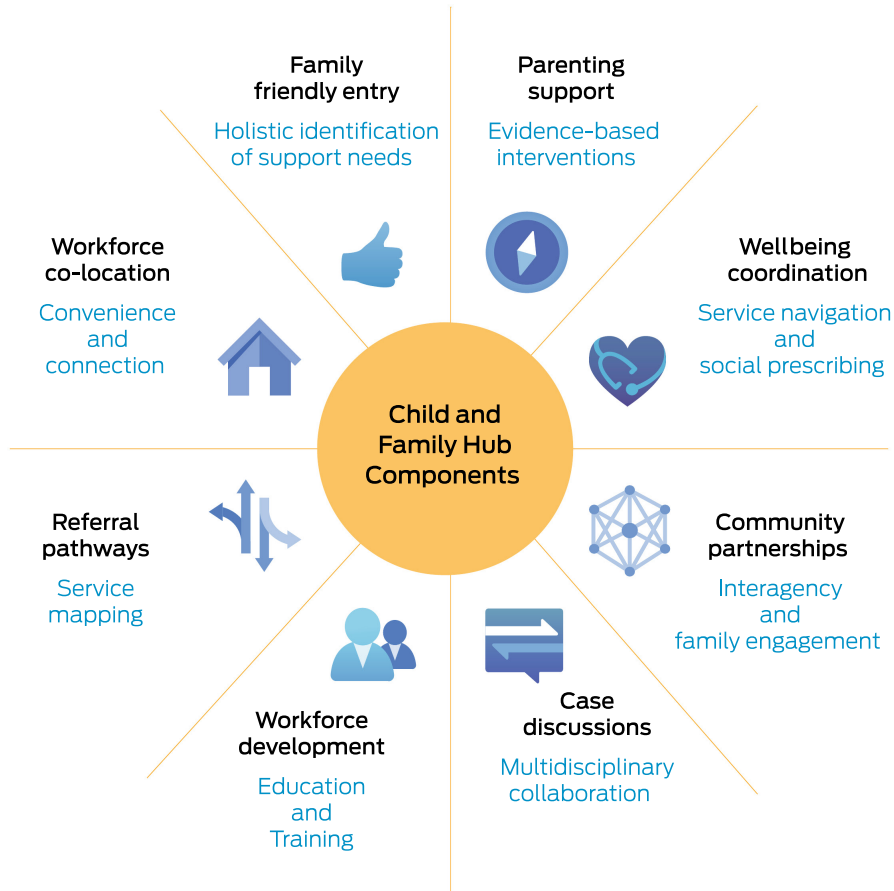 Family
friendly entry
Holistic identification
of support needs
Parenting
support
Evidence-based
interventions
Wellbeing
coordination
Service navigation
and
social prescribing
Community
partnerships
Interagency
and
family engagement
Case
discussions
Multidisciplinary
collaboration
Workforce
development
Education
and
Training
Referral
pathways
Service
mapping
Workforce
co-location
Convenience
and
connection
Child and
Family Hub
Components